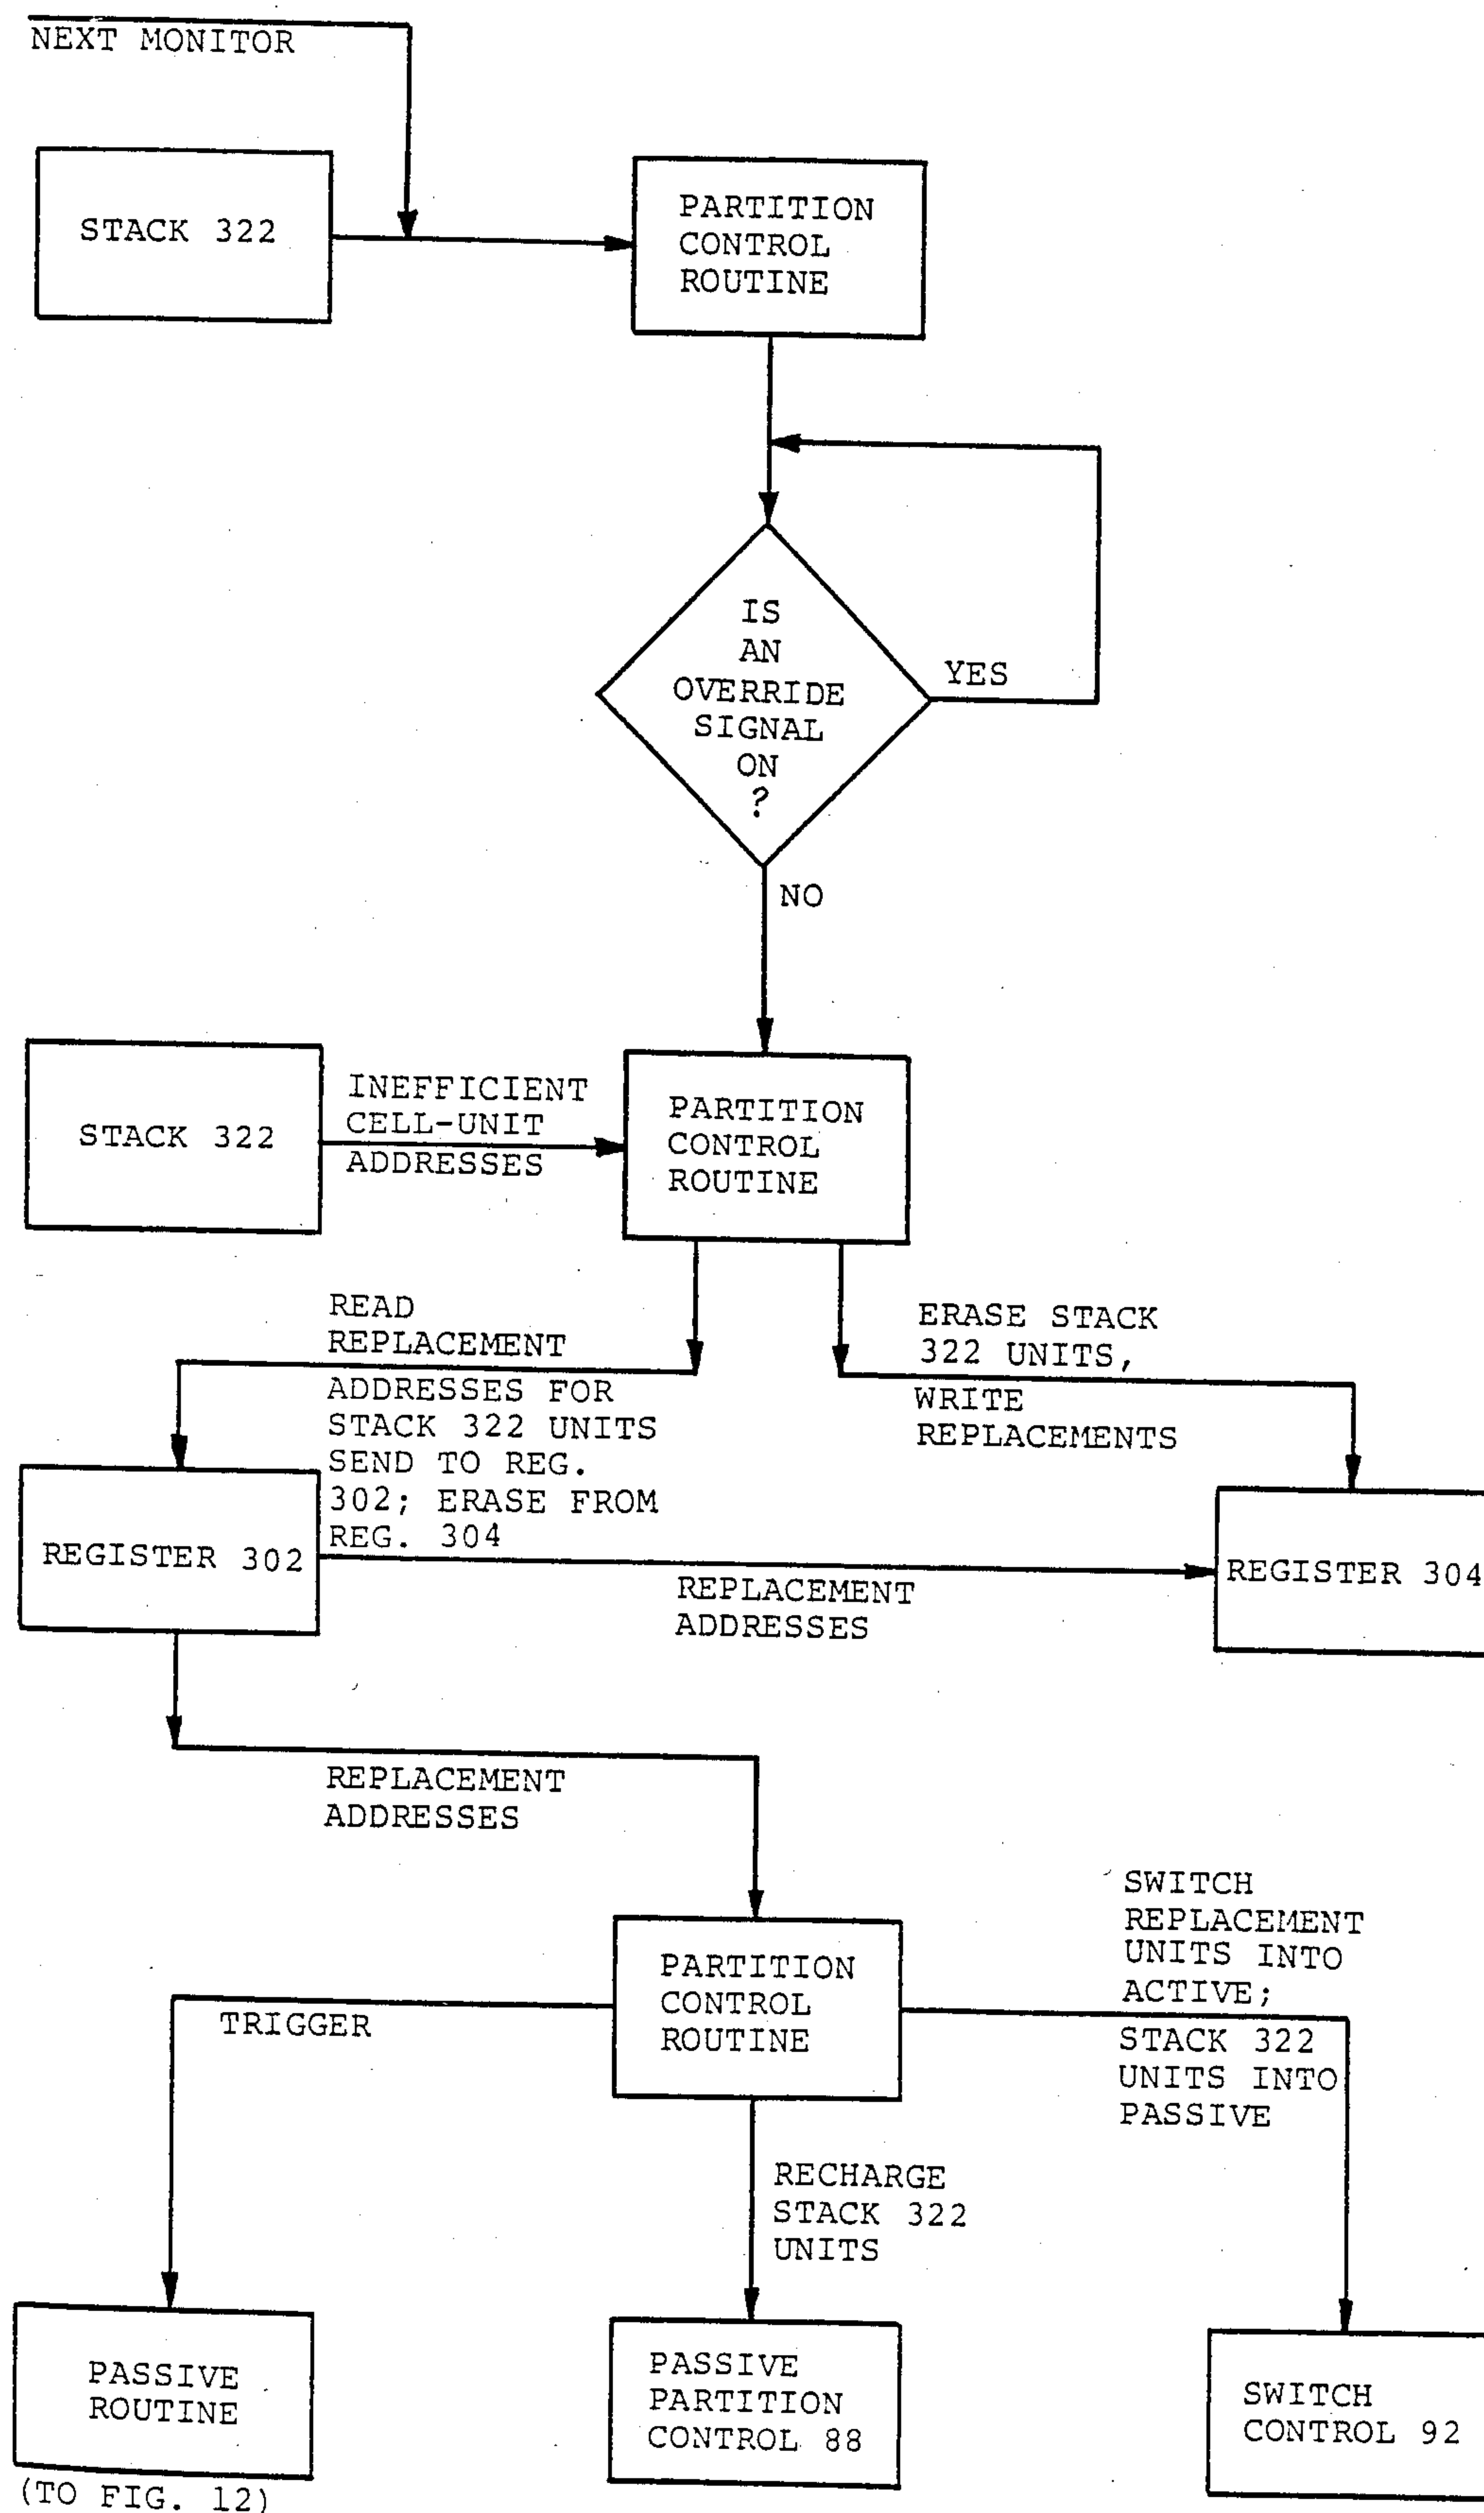 NEXT MONITOR
STACK 322
PARTITION
CONTROL
ROUTINE
IS
AN
OVERRIDE
SIGNAL
ON
?
YES
NO
STACK 322
INEFFICIENT
CELL-UNIT
ADDRESSES
PARTITION
CONTROL
ROUTINE
READ
REPLACEMENT
ADDRESSES FOR
STACK 322 UNITS
SEND TO REG.
302; ERASE FROM
REG. 304
ERASE STACK
322 UNITS,
WRITE
REPLACEMENTS
REGISTER 302
REPLACEMENT
ADDRESSES
REGISTER 304
REPLACEMENT
ADDRESSES
PARTITION
CONTROL
ROUTINE
SWITCH
REPLACEMENT
UNITS INTO
ACTIVE;
STACK 322
UNITS INTO
PASSIVE
TRIGGER
RECHARGE
STACK 322
UNITS
PASSIVE
ROUTINE
(TO FIG. 12)
PASSIVE
PARTITION
CONTROL 88
SWITCH
CONTROL 92